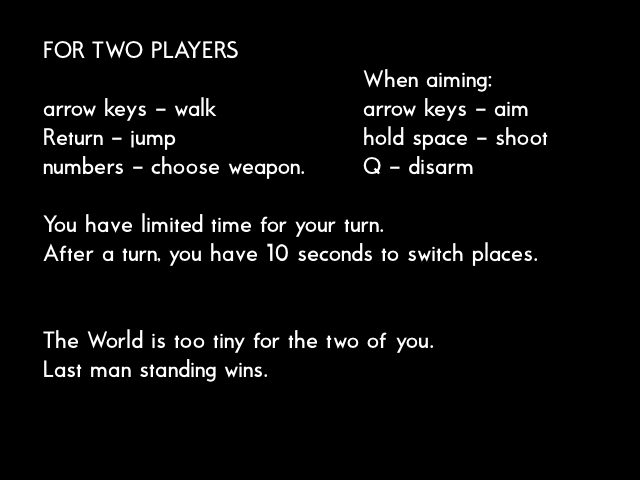 FOR TWO PLAYERS
When aiming:
arrow keys – walk
arrow keys – aim
Return – jump
hold space – shoot
numbers – choose weapon.
Q – disarm
You have limited time for your turn.
After a turn, you have 10 seconds to switch places.
The World is too tiny for the two of you.
Last man standing wins.